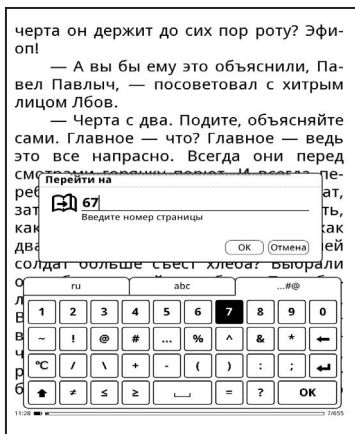 черта он держит до сих пор роту? Эфи-
оп!
— А вы бы ему это объяснили, Па-
вел Павлыч, — посоветовал с хитрым
лицом Лбов.
— Черта с два. Подите, объясняйте
сами. Главное — что? Главное — ведь
это все напрасно. Всегда они перед
Перейти на
67
Введите номер страницы
ОК Отмена
солдат больше съест хлеба? Выбрали
ru abc ...#@
1 2 3 4 5 6 7 8 9 0
~ ! @ # ... % ^ & * ←
°C / \ + - ( ) : ;
≠ ≤ ≥ = ? OK
11:28 7/655